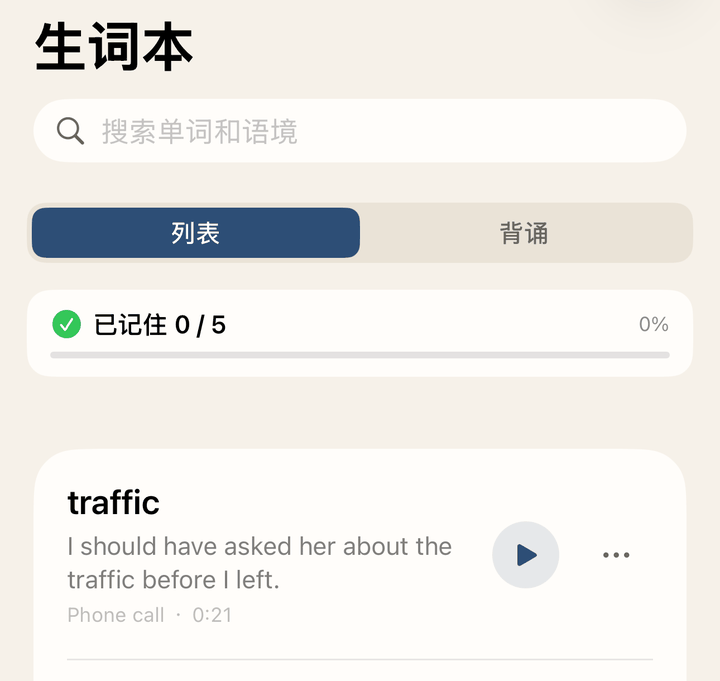 生词本
搜索单词和语境
列表
背诵
已记住 0 / 5
0%
traffic
I should have asked her about the
traffic before I left.
Phone call · 0:21